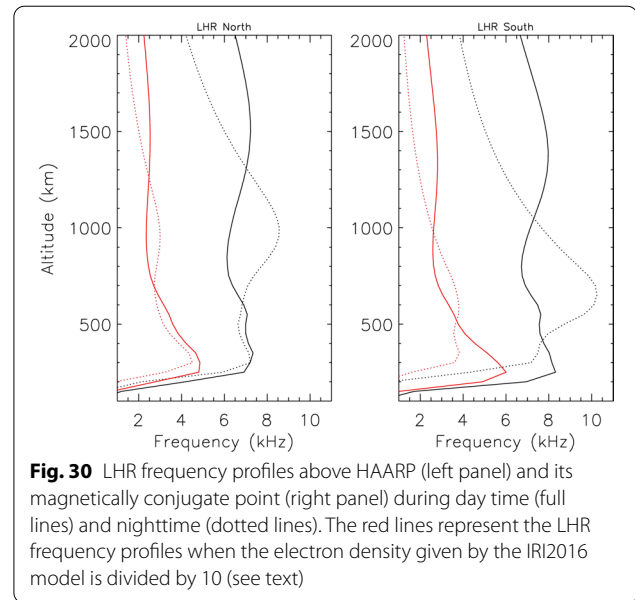 LHR North
LHR South
Altitude (km)
2000
1500
1000
500
2 4 6 8 10
Frequency (kHz)
2000
1500
1000
500
2 4 6 8 10
Frequency (kHz)
Fig. 30 LHR frequency profiles above HAARP (left panel) and its
magnetically conjugate point (right panel) during day time (full
lines) and nighttime (dotted lines). The red lines represent the LHR
frequency profiles when the electron density given by the IRI2016
model is divided by 10 (see text)